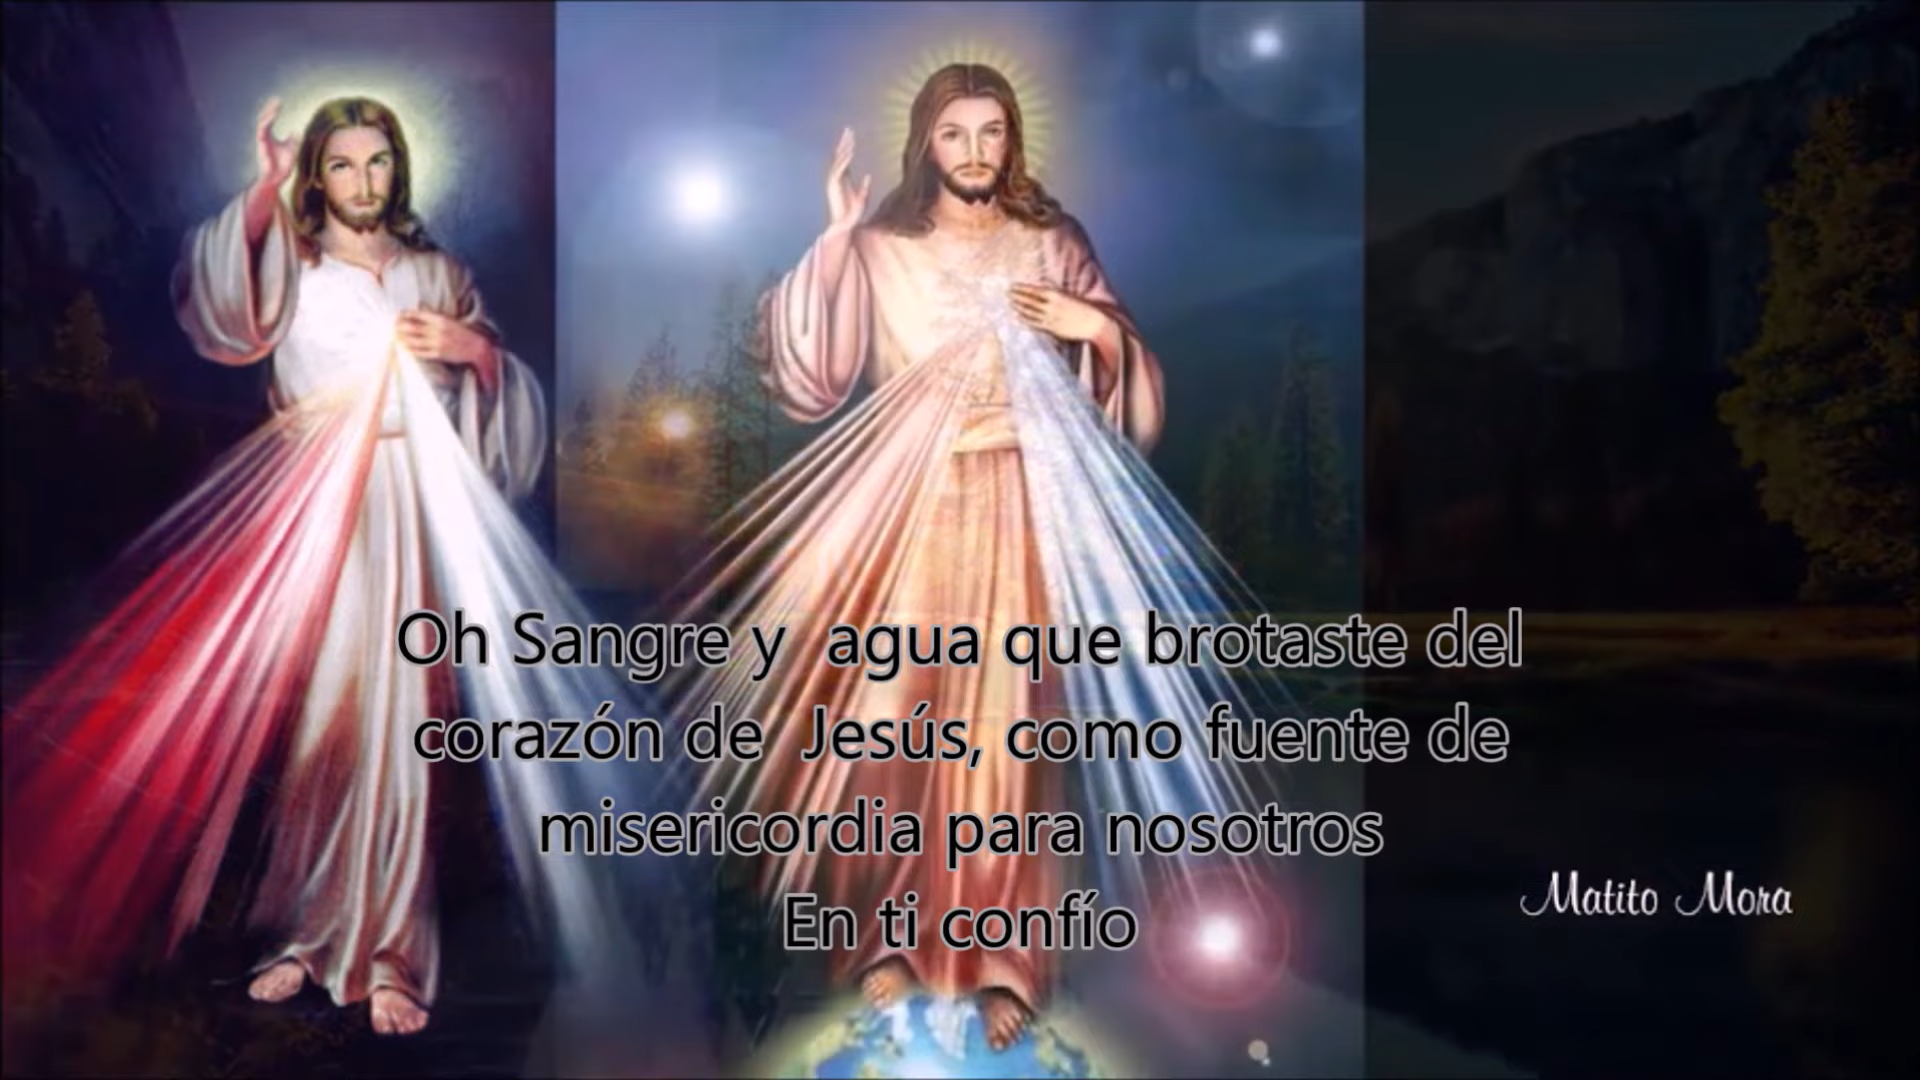 Oh Sangre y  agua que brotaste del
corazón de  Jesús, como fuente de
misericordia para nosotros
En ti confío
Matito Mora